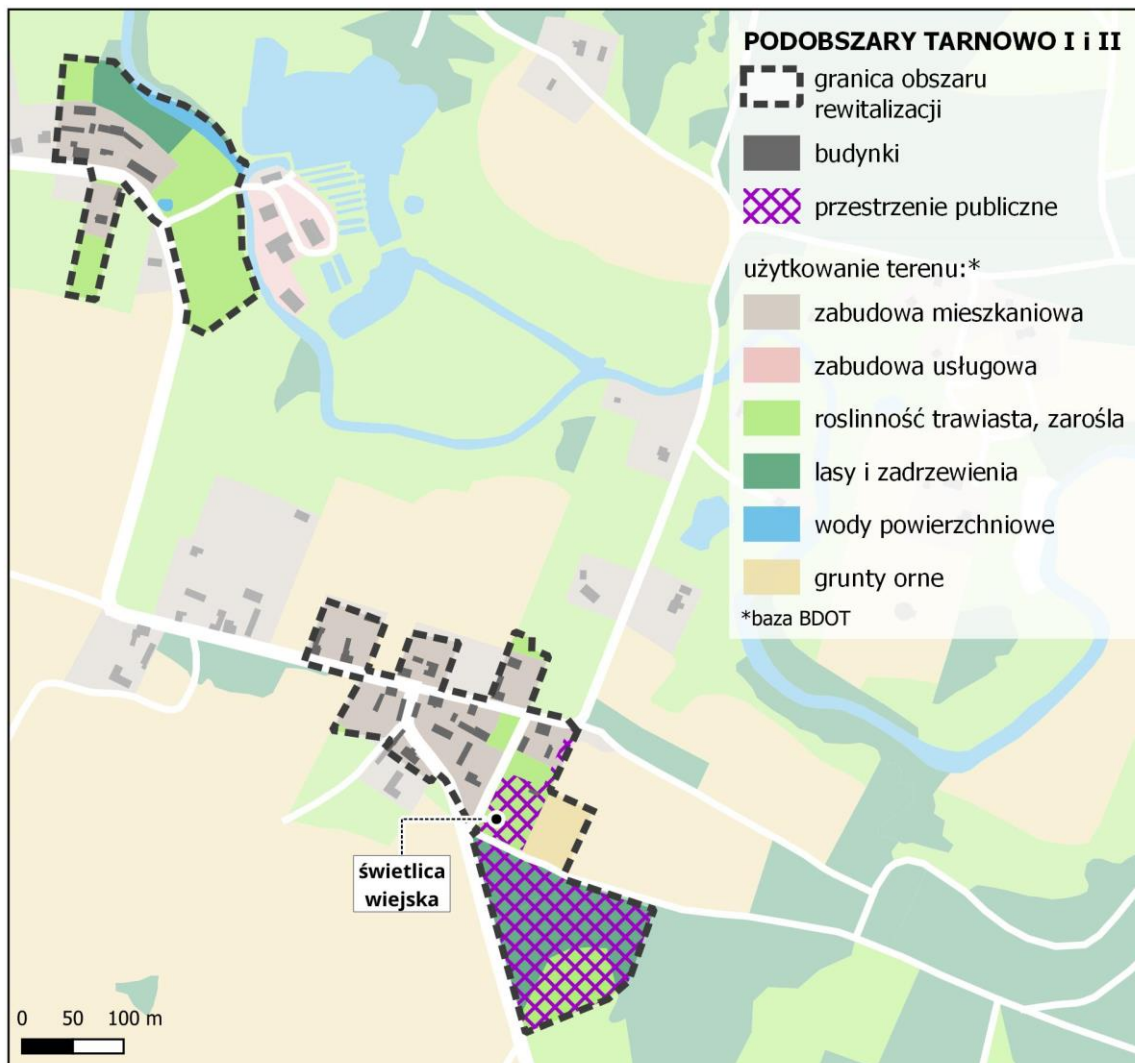 PODOBSZARY TARNOWO I i II
granica obszaru
rewitalizacji
budynki
przestrzenie publiczne
użytkowanie terenu:*
zabudowa mieszkaniowa
zabudowa usługowa
roslinność trawiasta, zarośla
lasy i zadrzewienia
wody powierzchniowe
grunty orne
*baza BDOT
świetlica
wiejska
0 50 100 m